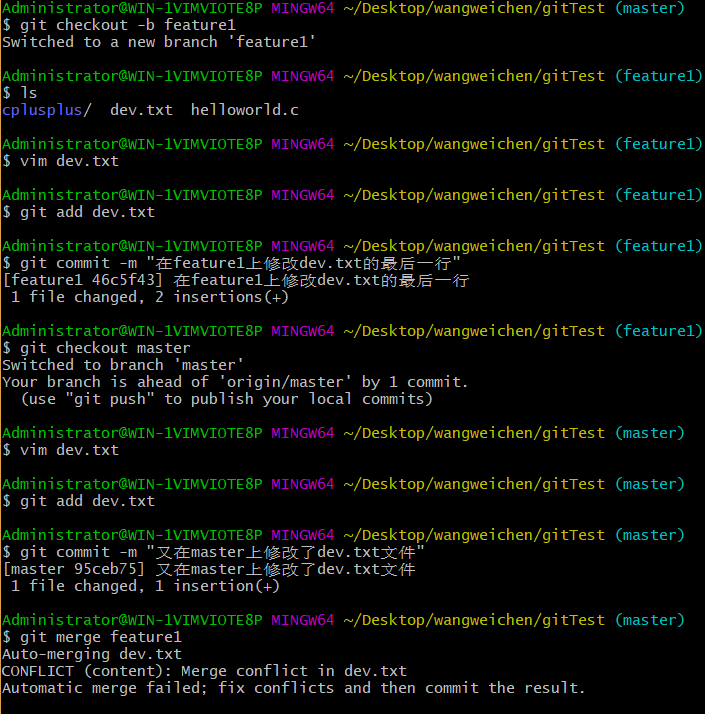 Administrator@WIN-1VIMVIOTE8P MINGW64 ~/Desktop/wangweichen/gitTest (master)
$ git checkout -b feature1
Switched to a new branch 'feature1'
Administrator@WIN-1VIMVIOTE8P MINGW64 ~/Desktop/wangweichen/gitTest (feature1)
$ ls
cplusplus/  dev.txt  helloworld.c
Administrator@WIN-1VIMVIOTE8P MINGW64 ~/Desktop/wangweichen/gitTest (feature1)
$ vim dev.txt
Administrator@WIN-1VIMVIOTE8P MINGW64 ~/Desktop/wangweichen/gitTest (feature1)
$ git add dev.txt
Administrator@WIN-1VIMVIOTE8P MINGW64 ~/Desktop/wangweichen/gitTest (feature1)
$ git commit -m "在feature1上修改dev.txt的最后一行"
[feature1 46c5f43] 在feature1上修改dev.txt的最后一行
 1 file changed, 2 insertions(+)
Administrator@WIN-1VIMVIOTE8P MINGW64 ~/Desktop/wangweichen/gitTest (feature1)
$ git checkout master
Switched to branch 'master'
Your branch is ahead of 'origin/master' by 1 commit.
  (use "git push" to publish your local commits)
Administrator@WIN-1VIMVIOTE8P MINGW64 ~/Desktop/wangweichen/gitTest (master)
$ vim dev.txt
Administrator@WIN-1VIMVIOTE8P MINGW64 ~/Desktop/wangweichen/gitTest (master)
$ git add dev.txt
Administrator@WIN-1VIMVIOTE8P MINGW64 ~/Desktop/wangweichen/gitTest (master)
$ git commit -m "又在master上修改了dev.txt文件"
[master 95ceb75] 又在master上修改了dev.txt文件
 1 file changed, 1 insertion(+)
Administrator@WIN-1VIMVIOTE8P MINGW64 ~/Desktop/wangweichen/gitTest (master)
$ git merge feature1
Auto-merging dev.txt
CONFLICT (content): Merge conflict in dev.txt
Automatic merge failed; fix conflicts and then commit the result.